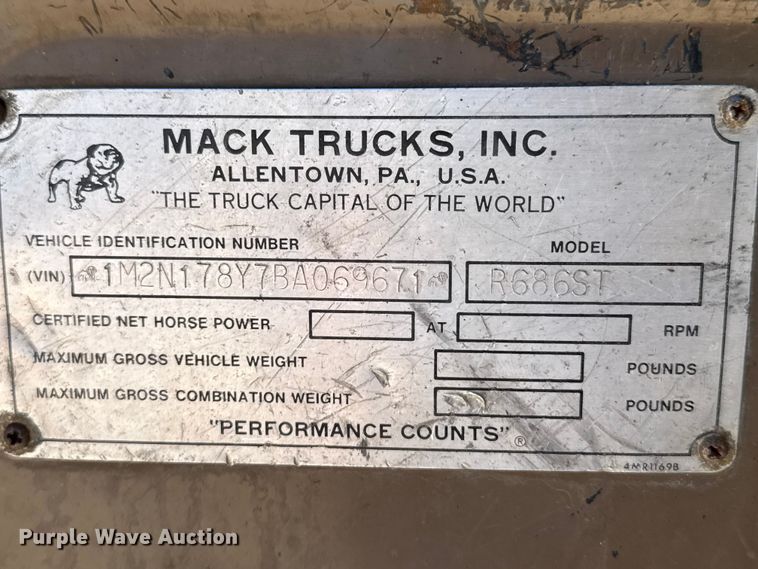 MACK TRUCKS, INC.
ALLENTOWN, PA., U.S.A.
"THE TRUCK CAPITAL OF THE WORLD"
VEHICLE IDENTIFICATION NUMBER MODEL
(VIN) 1M2N178Y7BA069671 R686ST
CERTIFIED NET HORSE POWER AT RPM
MAXIMUM GROSS VEHICLE WEIGHT POUNDS
MAXIMUM GROSS COMBINATION WEIGHT POUNDS
"PERFORMANCE COUNTS"®
4MR1169B
Purple Wave Auction